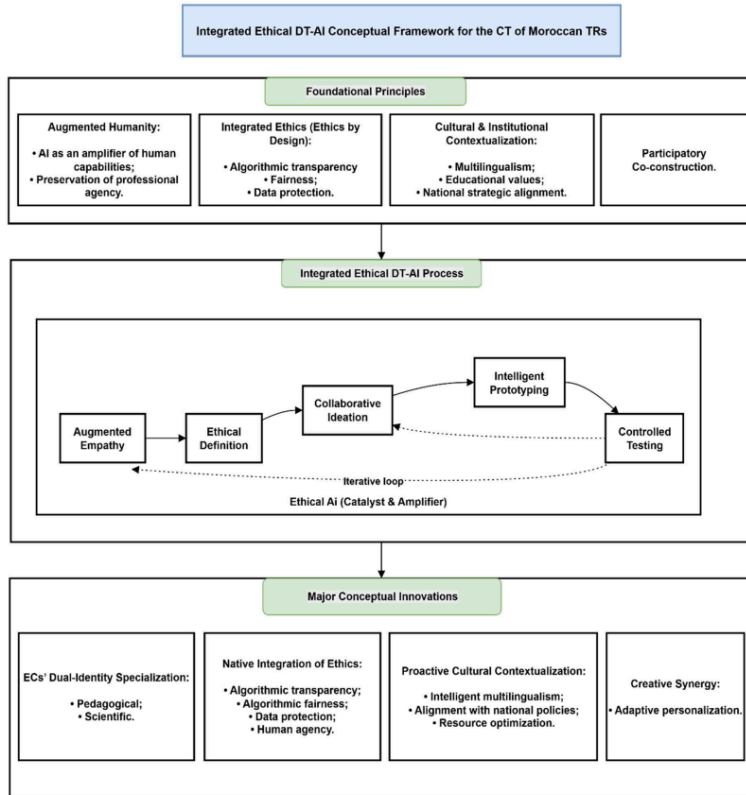 Integrated Ethical DT-AI Conceptual Framework for the CT of Moroccan TRs
Foundational Principles
Augmented Humanity:
• AI as an amplifier of human
capabilities;
• Preservation of professional
agency.
Integrated Ethics (Ethics by
Design):
• Algorithmic transparency
• Fairness;
• Data protection.
Cultural & Institutional
Contextualization:
• Multilingualism;
• Educational values;
• National strategic alignment.
Participatory
Co-construction.
Integrated Ethical DT-AI Process
Augmented
Empathy
Ethical
Definition
Collaborative
Ideation
Intelligent
Prototyping
Controlled
Testing
Iterative loop
Ethical Ai (Catalyst & Amplifier)
Major Conceptual Innovations
ECs' Dual-Identity Specialization:
• Pedagogical;
• Scientific.
Native Integration of Ethics:
• Algorithmic transparency;
• Algorithmic fairness;
• Data protection;
• Human agency.
Proactive Cultural Contextualization:
• Intelligent multilingualism;
• Alignment with national policies;
• Resource optimization.
Creative Synergy:
• Adaptive personalization.